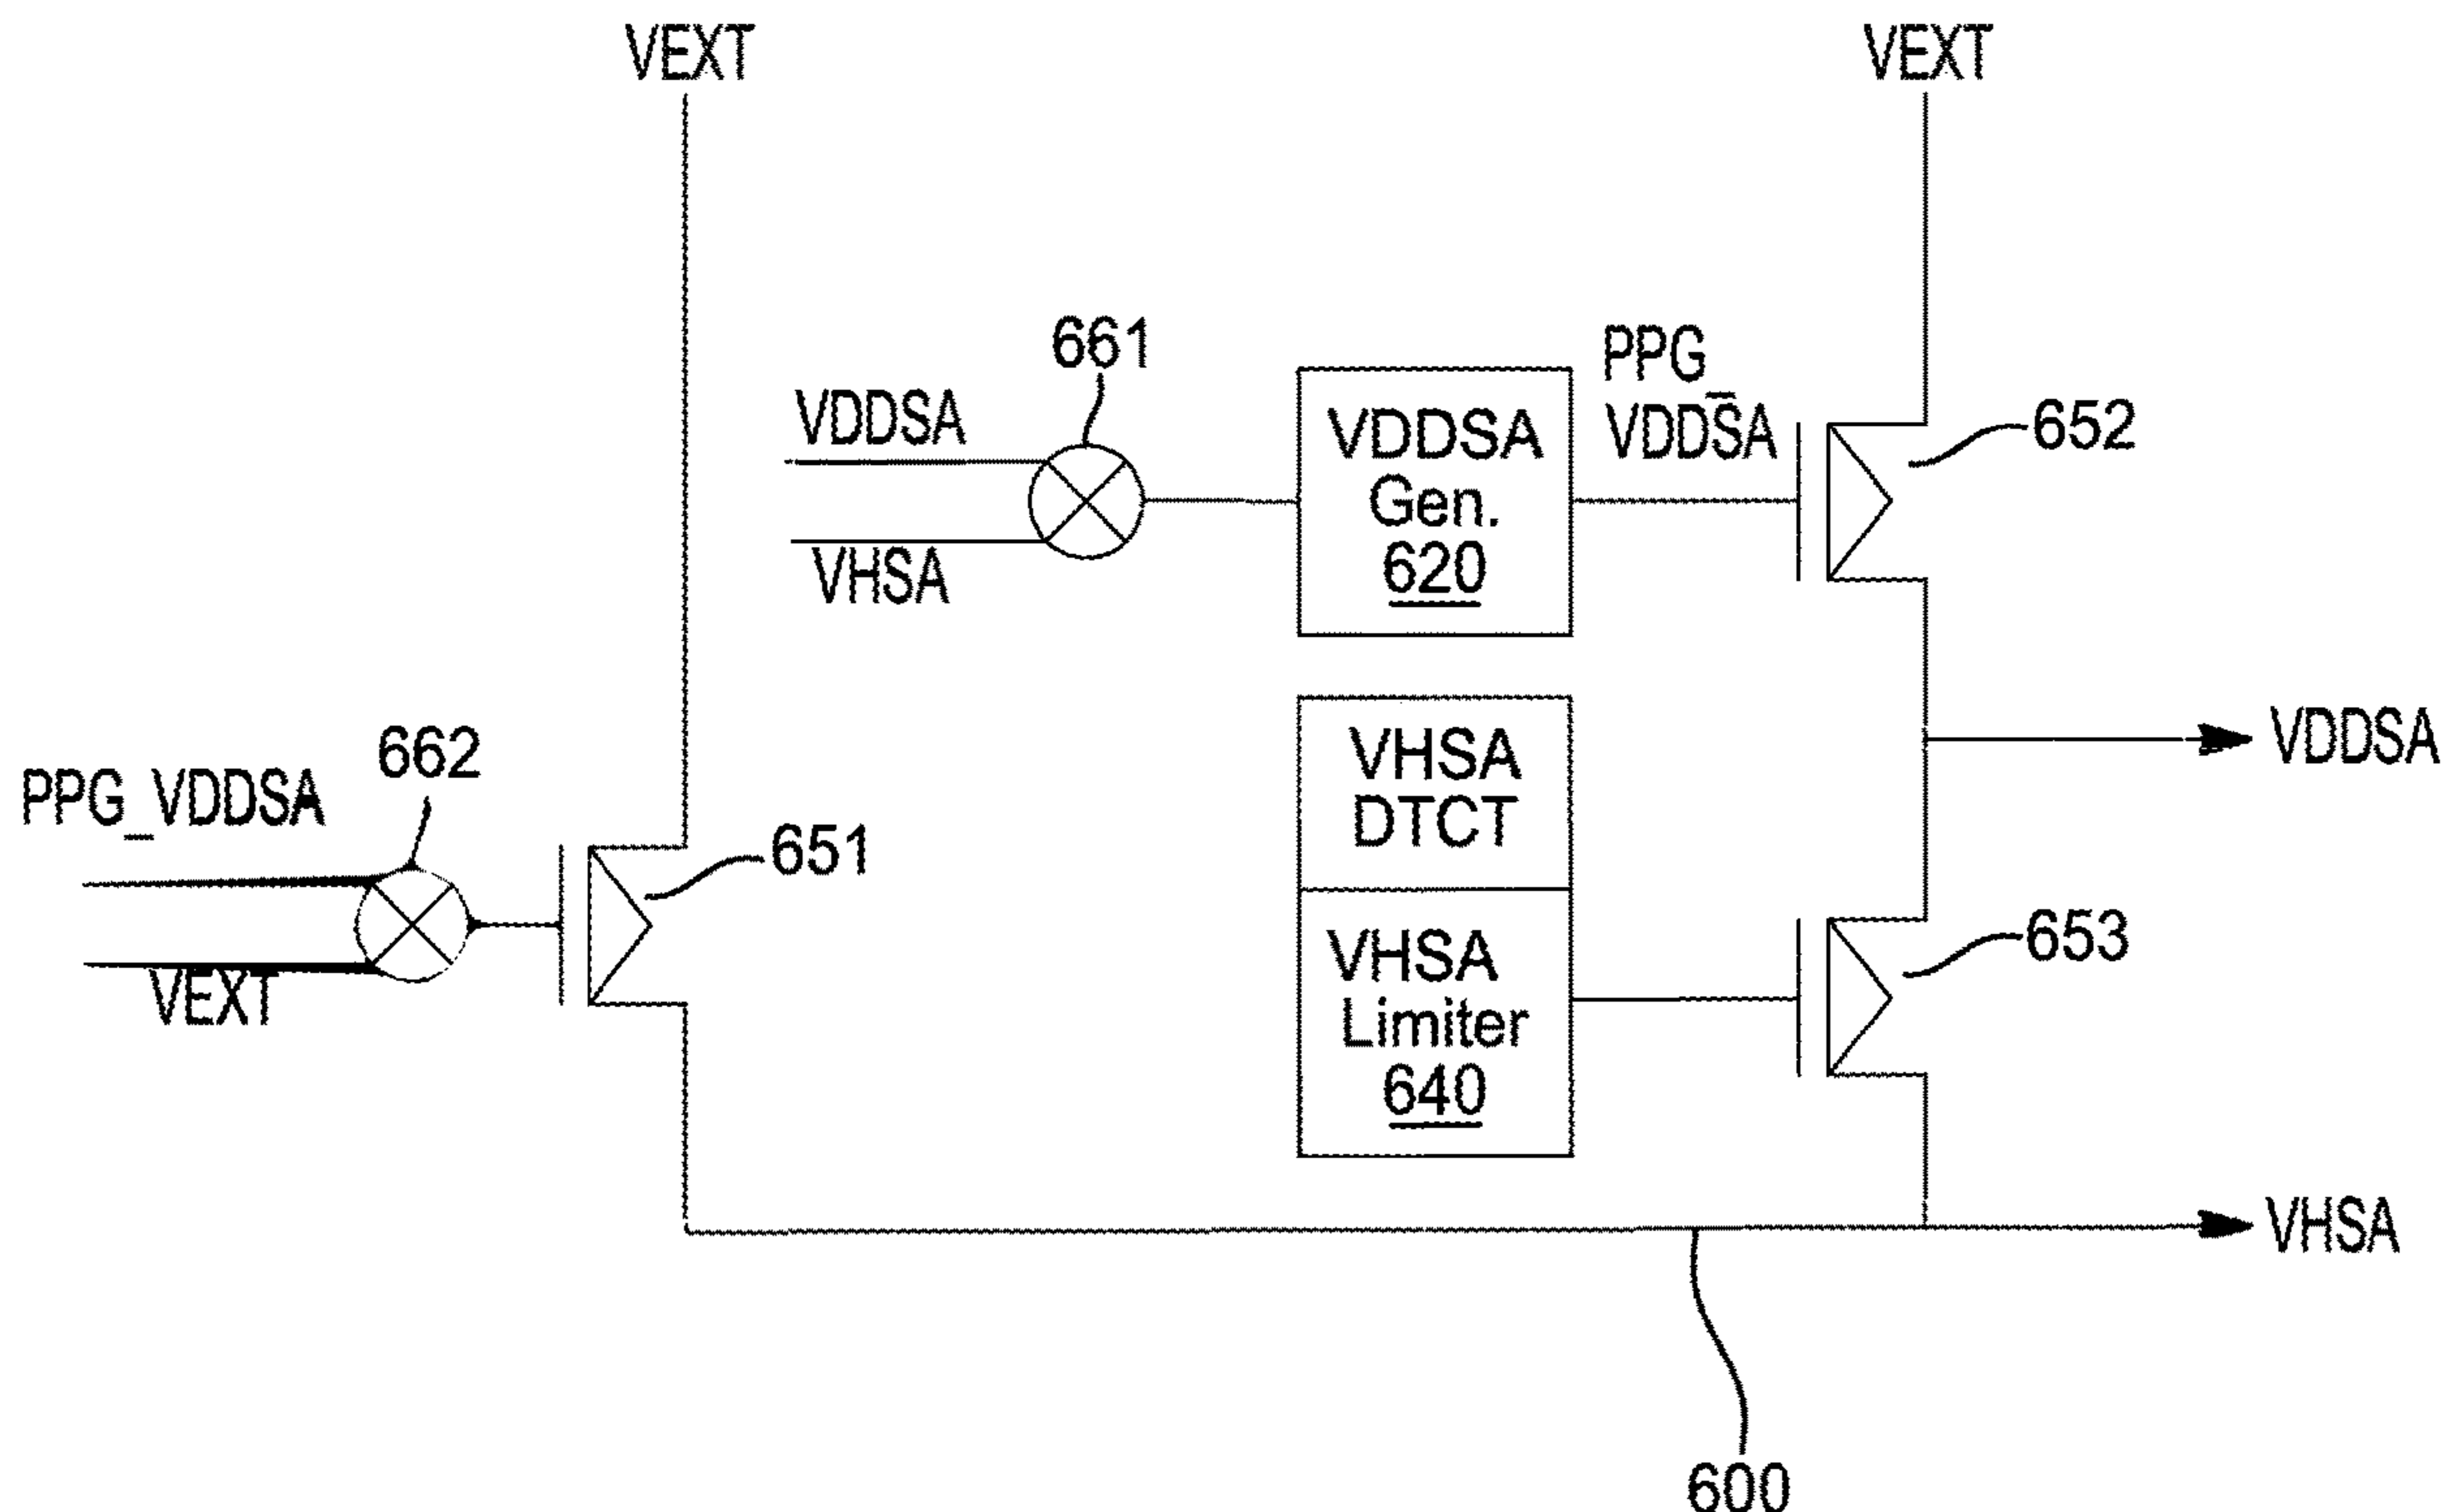 VEXT
VEXT
661
PPG_
VDDSA
VDDSA
VHSA
VDDSA
Gen.
620
652
PPG_VDDSA
662
VEXT
651
VHSA
DTCT
VHSA
Limiter
640
653
VDDSA
VHSA
600